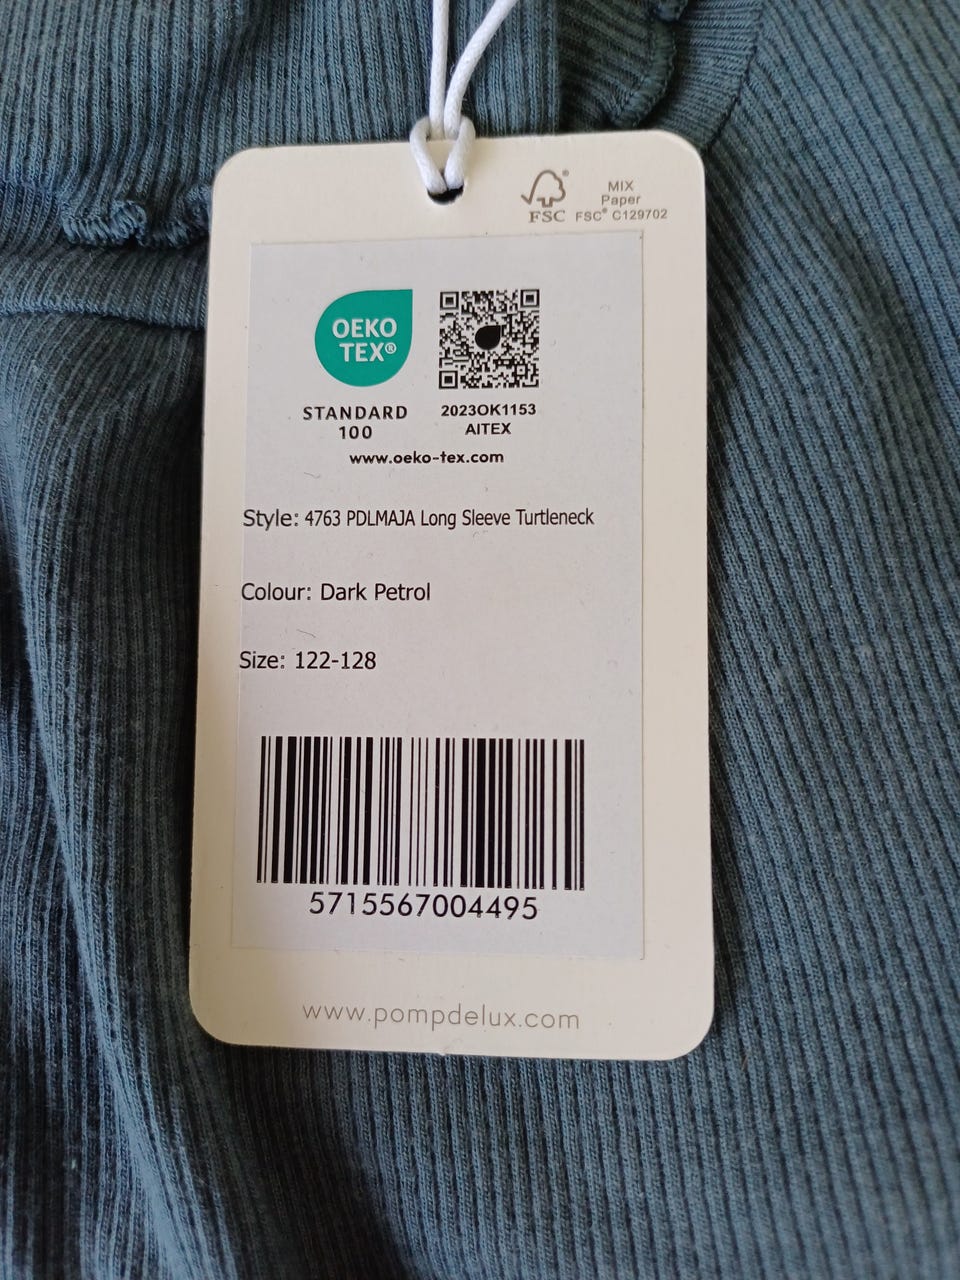 FSC®
MIX
Paper
FSC® C129702
OEKO
TEX®
STANDARD
100
2023OK1153
AITEX
www.oeko-tex.com
Style: 4763 PDLMAJA Long Sleeve Turtleneck
Colour: Dark Petrol
Size: 122-128
5715567004495
www.pompdelux.com